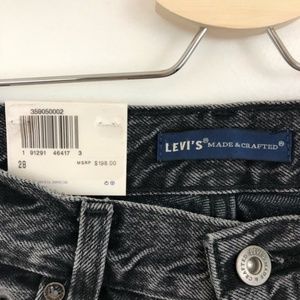 359050002
1 91291 46417 3
28 MSRP $198.00
LEVI'S® MADE & CRAFTED®